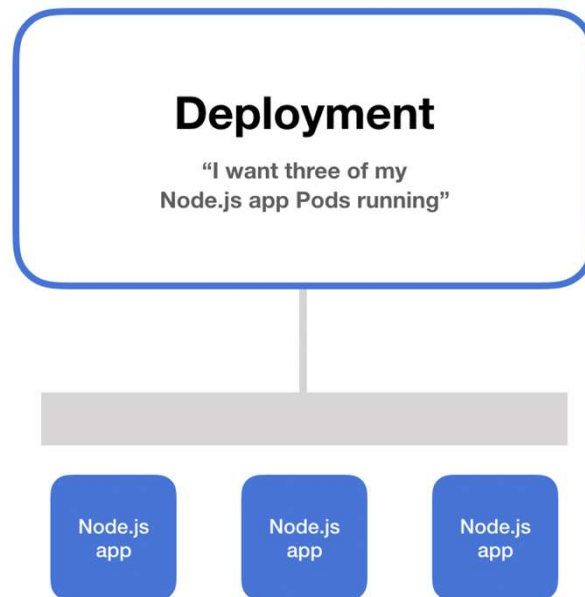 Deployment
“I want three of my
Node.js app Pods running”
Node.js
app
Node.js
app
Node.js
app